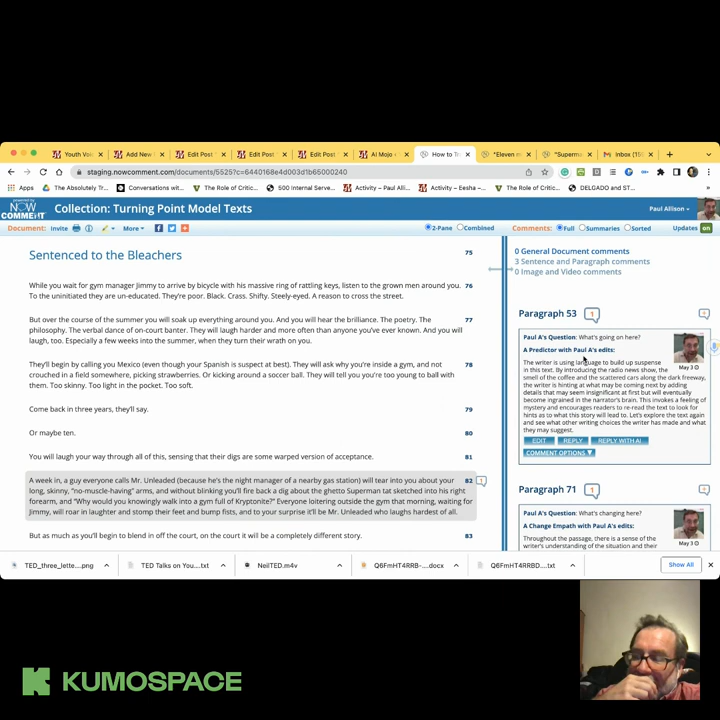 Youth Voi
Add New
Edit Post
Edit Post
Edit Post
AI Mojo
How to Tr
"Eleven
"Superma
Inbox (10
staging.nowcomment.com/documents/5525?c=6440168e4d003d1b65000240
Apps
The Absolutely Tr...
Conversations wit...
The Role of Critic...
500 Internal Serve...
Activity – Paul Alli...
Activity – Eesha –...
The Role of Critic...
DELGADO and ST...
powered by
NOW COMMENT
Collection: Turning Point Model Texts
Paul Allison
Document: Invite
More
2-Pane
Combined
Comments: Full
Summaries
Sorted
Updates on
Sentenced to the Bleachers 75
While you wait for gym manager Jimmy to arrive by bicycle with his massive ring of rattling keys, listen to the grown men around you. 76
To the uninitiated they are un-educated. They're poor. Black. Crass. Shifty. Steely-eyed. A reason to cross the street.
But over the course of the summer you will soak up everything around. And you will hear the brilliance. The poetry. The 77
philosophy. The verbal dance of on-court banter. They will laugh harder and more often than anyone you've ever known. And you will
laugh, too. Especially a few weeks into the summer, when they turn their wrath on you.
They'll begin by calling you Mexico (even though your Spanish is suspect at best). They will ask why you're inside a gym, and not 78
crouched in a field somewhere, picking strawberries. Or kicking around a soccer ball. They will tell you you're too young to ball with
them. Too skinny. Too light in the pocket. Too soft.
Come back in three years, they'll say. 79
Or maybe ten. 80
You will laugh your way through all of this, sensing that their digs are some warped version of acceptance. 81
A week in, a guy everyone calls Mr. Unleaded (because he's the night manager of a nearby gas station) will tear into you about your 82 1
long, skinny, "no-muscle-having" arms, and without blinking you'll fire back a dig about the ghetto Superman tat sketched into his right
forearm, and "Why would you knowingly walk into a gym full of Kryptonite?" Everyone loitering outside the gym that morning, waiting for
Jimmy, will roar in laughter and stomp their feet and bump fists, and to your surprise it'll be Mr. Unleaded who laughs hardest of all.
But as much as you'll begin to blend in off the court, on the court it will be a completely different story. 83
0 General Document comments
3 Sentence and Paragraph comments
0 Image and Video comments
Paragraph 53 1
Paul A's Question: What's going on here?
A Predictor with Paul A's edits:
May 3
The writer is using language to build up suspense
in this text. By introducing the radio news show, the
smell of the coffee and the scattered cars along the dark freeway,
the writer is hinting at what may be coming next by adding
details that may seem insignificant at first but will eventually
become ingrained in the narrator's brain. This invokes a feeling of
mystery and encourages readers to re-read the text to look for
hints as to what this story will lead to. Let's explore the text again
and see what other writing choices the writer has made and what
they may suggest.
EDIT
REPLY
REPLY WITH AI
COMMENT OPTIONS
Paragraph 71 1
Paul A's Question: What's changing here?
A Change Empath with Paul A's edits:
May 3
Throughout the passage, there is a sense of the
writer's understanding of the situation and their
TED_three_lette....png
TED Talks on You....txt
NeilTED.m4v
Q6FmHT4RRB-....docx
Q6FmHT4RRBD....txt
Show All
KUMOSPACE